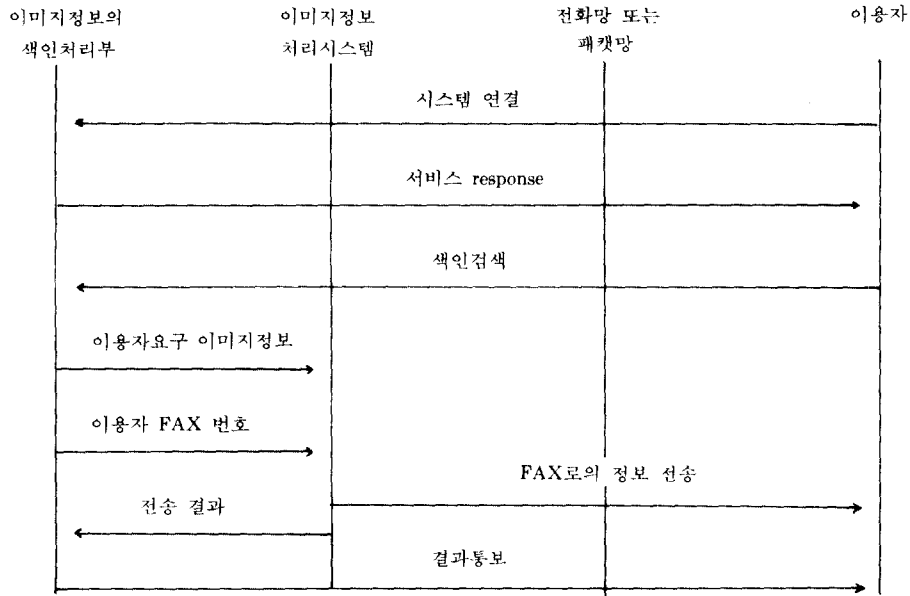 이미지정보의
색인처리부
이미지정보
처리시스템
전화망 또는
패캣망
이용자
시스템 연결
서비스 response
색인검색
이용자요구 이미지정보
이용자 FAX 번호
FAX로의 정보 전송
전송 결과
결과통보